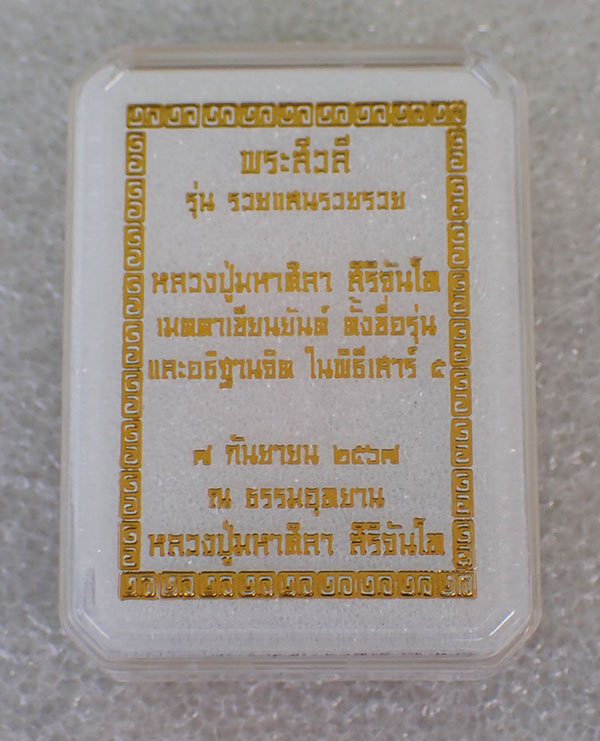 พระสีวลี
รุ่น รวยแสนรวยรวย
หลวงปู่มหาศิลา สิริจันโท
เมตตาเขียนยันต์ ตั้งชื่อรุ่น
และอธิฐานจิต ในพิธีเสาร์ ๕
๗ กันยายน ๒๕๖๗
ณ ธรรมอุทยาน
หลวงปู่มหาศิลา สิริจันโท